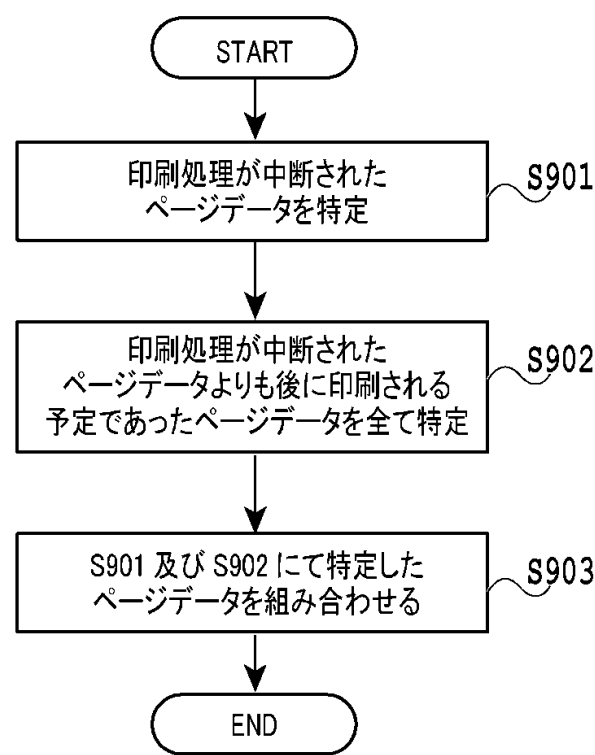 START
印刷処理が中断された
ページデータを特定
S901
印刷処理が中断された
ページデータよりも後に印刷される
予定であったページデータを全て特定
S902
S901 及び S902 にて特定した
ページデータを組み合わせる
S903
END